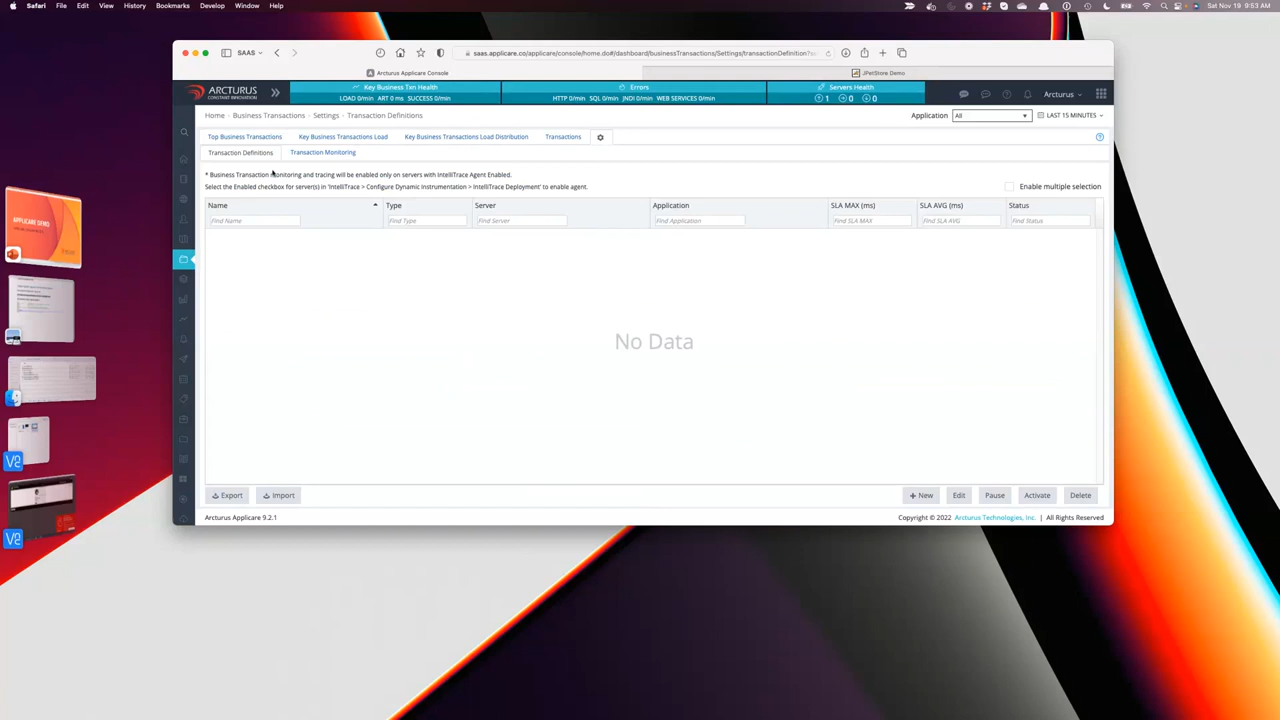 Safari File Edit View History Bookmarks Develop Window Help
Sat Nov 19 9:53 AM
SAAS
saas.applicare.co/applicare/console/home.do#/dashboard/businessTransactions/Settings/transactionDefinition?s
Arcturus Applicare Console
JPetStore Demo
ARCTURUS
CONSTANT INNOVATION
Key Business Txn Health
LOAD 0/min ART 0 ms SUCCESS 0/min
Errors
HTTP 0/min SQL 0/min JNDI 0/min WEB SERVICES 0/min
Servers Health
1 0 0
Arcturus
Home Business Transactions Settings Transaction Definitions
Application All LAST 15 MINUTES
Top Business Transactions Key Business Transactions Load Key Business Transactions Load Distribution Transactions
Transaction Definitions Transaction Monitoring
* Business Transaction monitoring and tracing will be enabled only on servers with IntelliTrace Agent Enabled.
Select the Enabled checkbox for server(s) in 'IntelliTrace > Configure Dynamic Instrumentation > IntelliTrace Deployment' to enable agent.
Enable multiple selection
Name Type Server Application SLA MAX (ms) SLA AVG (ms) Status
Find Name Find Type Find Server Find Application Find SLA MAX Find SLA AVG Find Status
No Data
Export Import + New Edit Pause Activate Delete
Arcturus Applicare 9.2.1
Copyright © 2022 Arcturus Technologies, Inc. | All Rights Reserved
APPLICARE DEMO